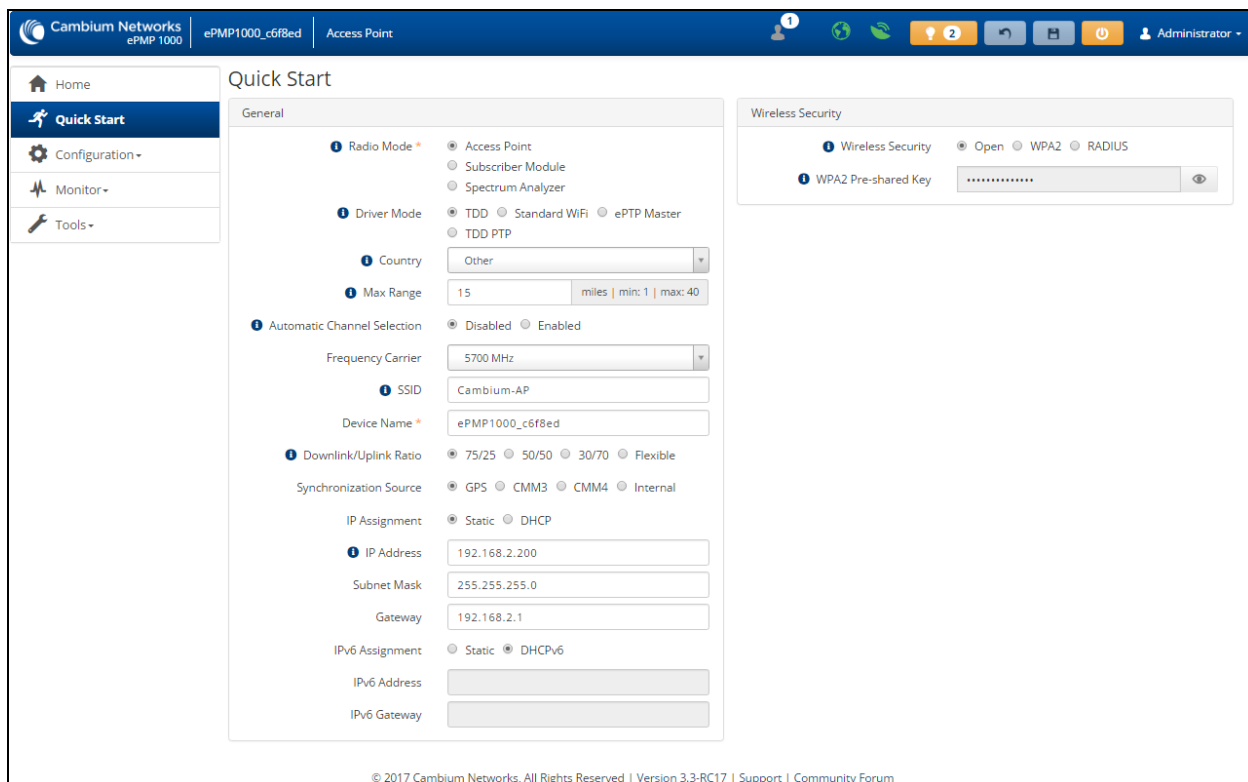 Cambium Networks
ePMP 1000
ePMP1000_c6f8ed
Access Point
1
2
Administrator
Home
Quick Start
Configuration
Monitor
Tools
Quick Start
General
Radio Mode *
Access Point
Subscriber Module
Spectrum Analyzer
Driver Mode
TDD Standard WiFi ePTP Master
TDD PTP
Country
Other
Max Range
15
miles | min: 1 | max: 40
Automatic Channel Selection
Disabled Enabled
Frequency Carrier
5700 MHz
SSID
Cambium-AP
Device Name *
ePMP1000_c6f8ed
Downlink/Uplink Ratio
75/25 50/50 30/70 Flexible
Synchronization Source
GPS CMM3 CMM4 Internal
IP Assignment
Static DHCP
IP Address
192.168.2.200
Subnet Mask
255.255.255.0
Gateway
192.168.2.1
IPv6 Assignment
Static DHCPv6
IPv6 Address
IPv6 Gateway
Wireless Security
Wireless Security
Open WPA2 RADIUS
WPA2 Pre-shared Key
••••••••••••••
© 2017 Cambium Networks. All Rights Reserved | Version 3.3-RC17 | Support | Community Forum